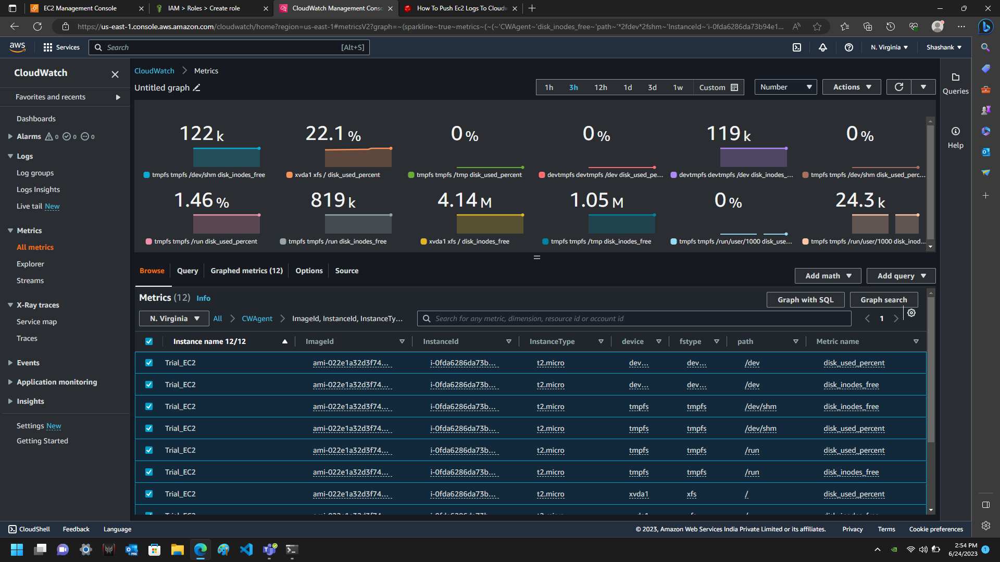 EC2 Management Console
IAM > Roles > Create role
CloudWatch Management Conso
How To Push Ec2 Logs To Cloudw
https://us-east-1.console.aws.amazon.com/cloudwatch/home?region=us-east-1#metricsV2?graph=~(sparkline~true~metrics~(~(~'CWAgent~'disk_inodes_free~'path~'*2fdev*2fshm~'InstanceId~'i-0fda6286da73b94e1...
aws
Services
Search
[Alt+S]
N. Virginia
Shashank
CloudWatch
Favorites and recents
Dashboards
Alarms 0 0 0
Logs
Log groups
Logs Insights
Live tail New
Metrics
All metrics
Explorer
Streams
X-Ray traces
Service map
Traces
Events
Application monitoring
Insights
Settings New
Getting Started
CloudWatch Metrics
Untitled graph
1h 3h 12h 1d 3d 1w Custom
Number
Actions
Queries
Help
122 k 22.1 % 0 % 0 % 119 k 0 %
tmpfs tmpfs /dev/shm disk_inodes_free
xvda1 xfs / disk_used_percent
tmpfs tmpfs /tmp disk_used_percent
devtmpfs devtmpfs /dev disk_used_pe...
devtmpfs devtmpfs /dev disk_inodes_...
tmpfs tmpfs /dev/shm disk_used_perc...
1.46 % 819 k 4.14 M 1.05 M 0 % 24.3 k
tmpfs tmpfs /run disk_used_percent
tmpfs tmpfs /run disk_inodes_free
xvda1 xfs / disk_inodes_free
tmpfs tmpfs /tmp disk_inodes_free
tmpfs tmpfs /run/user/1000 disk_use...
tmpfs tmpfs /run/user/1000 disk_inod...
Browse Query Graphed metrics (12) Options Source
Add math
Add query
Metrics (12) Info
Graph with SQL
Graph search
N. Virginia
All CWAgent ImageId, InstanceId, InstanceTy...
Search for any metric, dimension, resource id or account id
1
Instance name 12/12 ImageId InstanceId InstanceType device fstype path Metric name
Trial_EC2 ami-022e1a32d3f74... i-0fda6286da73b... t2.micro dev... dev... /dev disk_used_percent
Trial_EC2 ami-022e1a32d3f74... i-0fda6286da73b... t2.micro dev... dev... /dev disk_inodes_free
Trial_EC2 ami-022e1a32d3f74... i-0fda6286da73b... t2.micro tmpfs tmpfs /dev/shm disk_inodes_free
Trial_EC2 ami-022e1a32d3f74... i-0fda6286da73b... t2.micro tmpfs tmpfs /dev/shm disk_used_percent
Trial_EC2 ami-022e1a32d3f74... i-0fda6286da73b... t2.micro tmpfs tmpfs /run disk_used_percent
Trial_EC2 ami-022e1a32d3f74... i-0fda6286da73b... t2.micro tmpfs tmpfs /run disk_inodes_free
Trial_EC2 ami-022e1a32d3f74... i-0fda6286da73b... t2.micro xvda1 xfs / disk_used_percent
CloudShell Feedback Language
© 2023, Amazon Web Services India Private Limited or its affiliates. Privacy Terms Cookie preferences
2:54 PM
6/24/2023
1